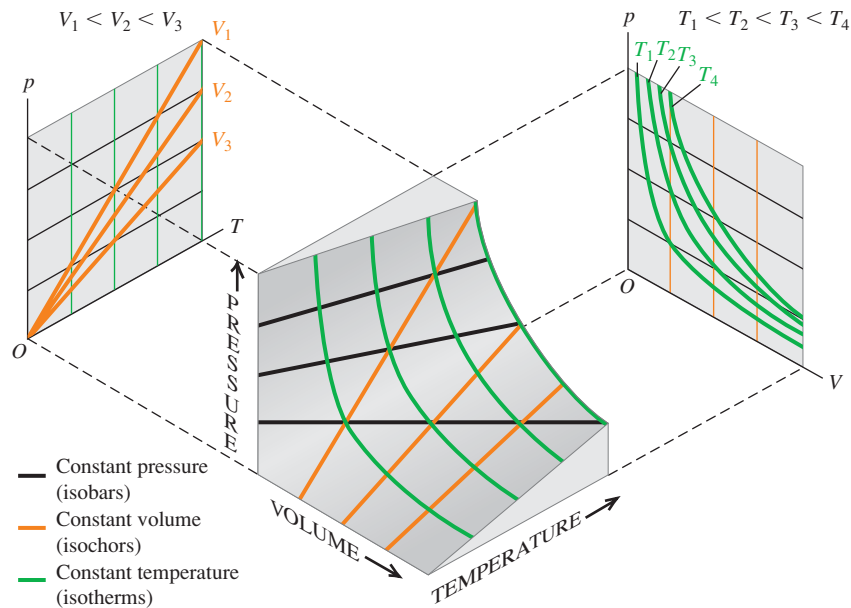 V₁ < V₂ < V₃
V₁
p
V₂
V₃
T
O
T₁ < T₂ < T₃ < T₄
p
T₁ T₂ T₃
T₄
O
V
PRESSURE
VOLUME
TEMPERATURE
Constant pressure
(isobars)
Constant volume
(isochors)
Constant temperature
(isotherms)